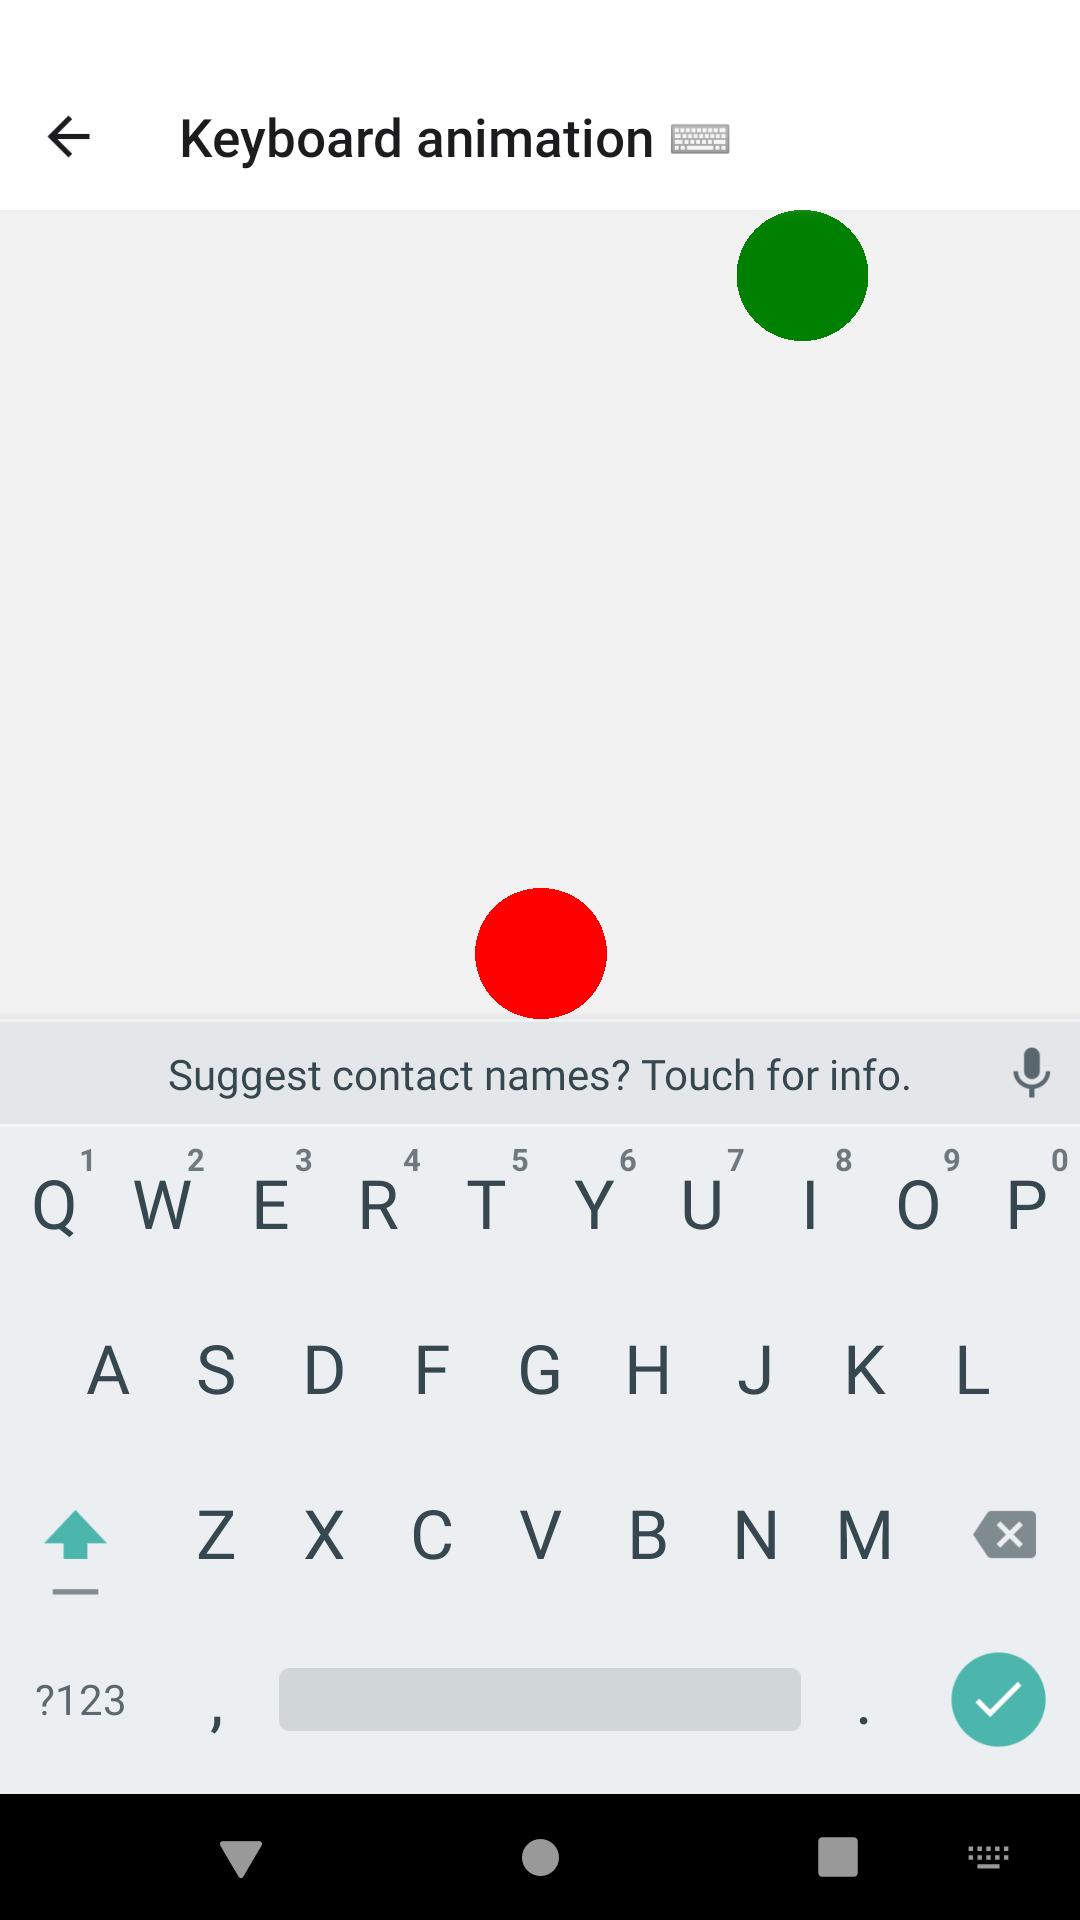 Keyboard animation ⌨
Suggest contact names? Touch for info.
1 2 3 4 5 6 7 8 9 0
Q W E R T Y U I O P
A S D F G H J K L
Z X C V B N M
?123 , .